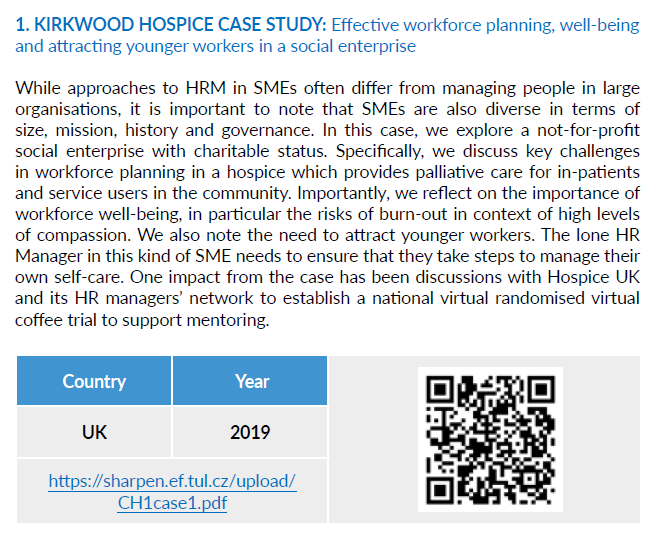 1. KIRKWOOD HOSPICE CASE STUDY: Effective workforce planning, well-being
and attracting younger workers in a social enterprise
While approaches to HRM in SMEs often differ from managing people in large
organisations, it is important to note that SMEs are also diverse in terms of
size, mission, history and governance. In this case, we explore a not-for-profit
social enterprise with charitable status. Specifically, we discuss key challenges
in workforce planning in a hospice which provides palliative care for in-patients
and service users in the community. Importantly, we reflect on the importance of
workforce well-being, in particular the risks of burn-out in context of high levels
of compassion. We also note the need to attract younger workers. The lone HR
Manager in this kind of SME needs to ensure that they take steps to manage their
own self-care. One impact from the case has been discussions with Hospice UK
and its HR managers’ network to establish a national virtual randomised virtual
coffee trial to support mentoring.
Country Year
UK 2019
https://sharpen.ef.tul.cz/upload/
CH1case1.pdf